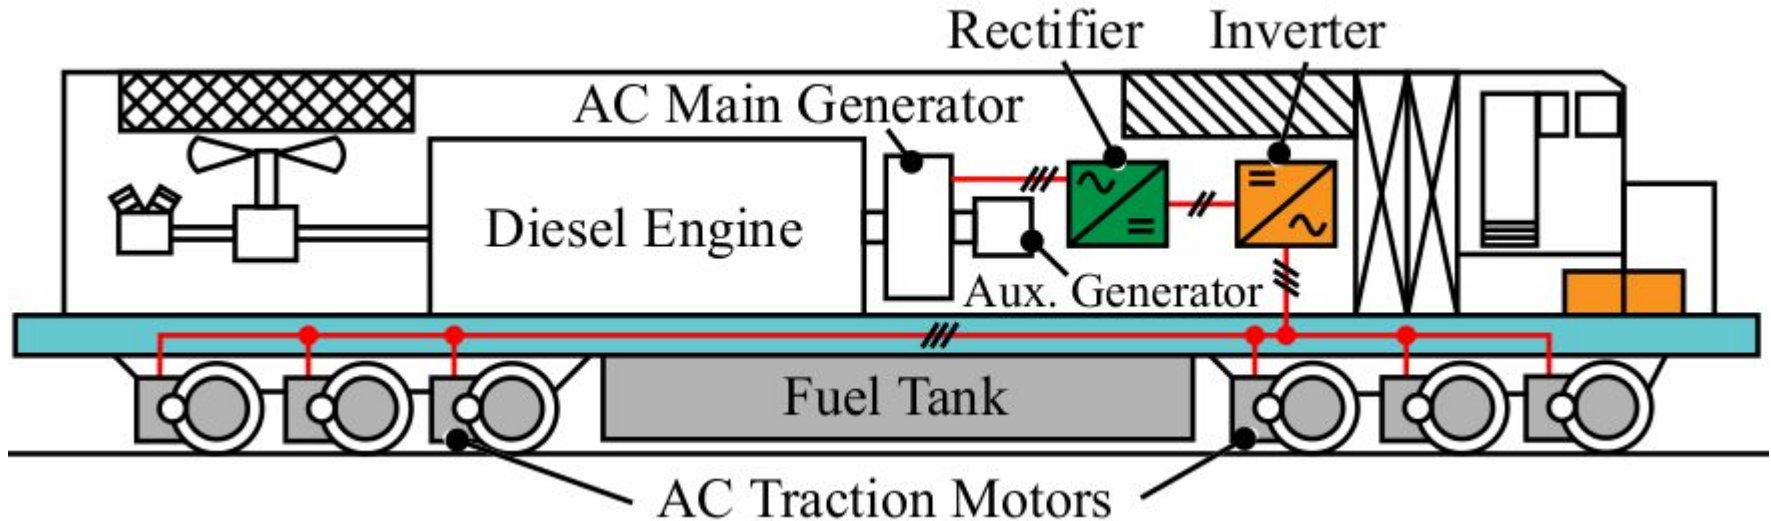 Rectifier
Inverter
AC Main Generator
Diesel Engine
Aux. Generator
Fuel Tank
AC Traction Motors